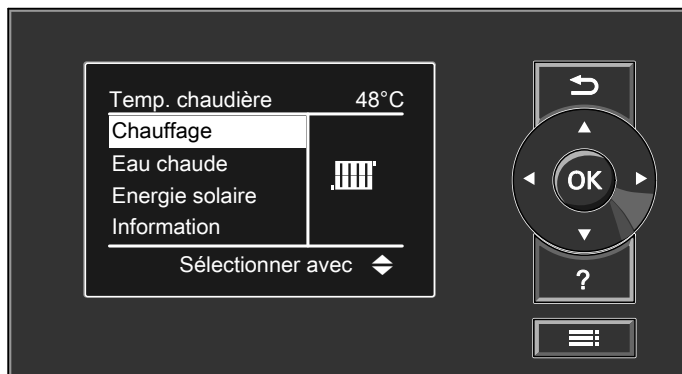 Temp. chaudière 48°C
Chauffage
Eau chaude
Energie solaire
Information
Sélectionner avec
OK
?